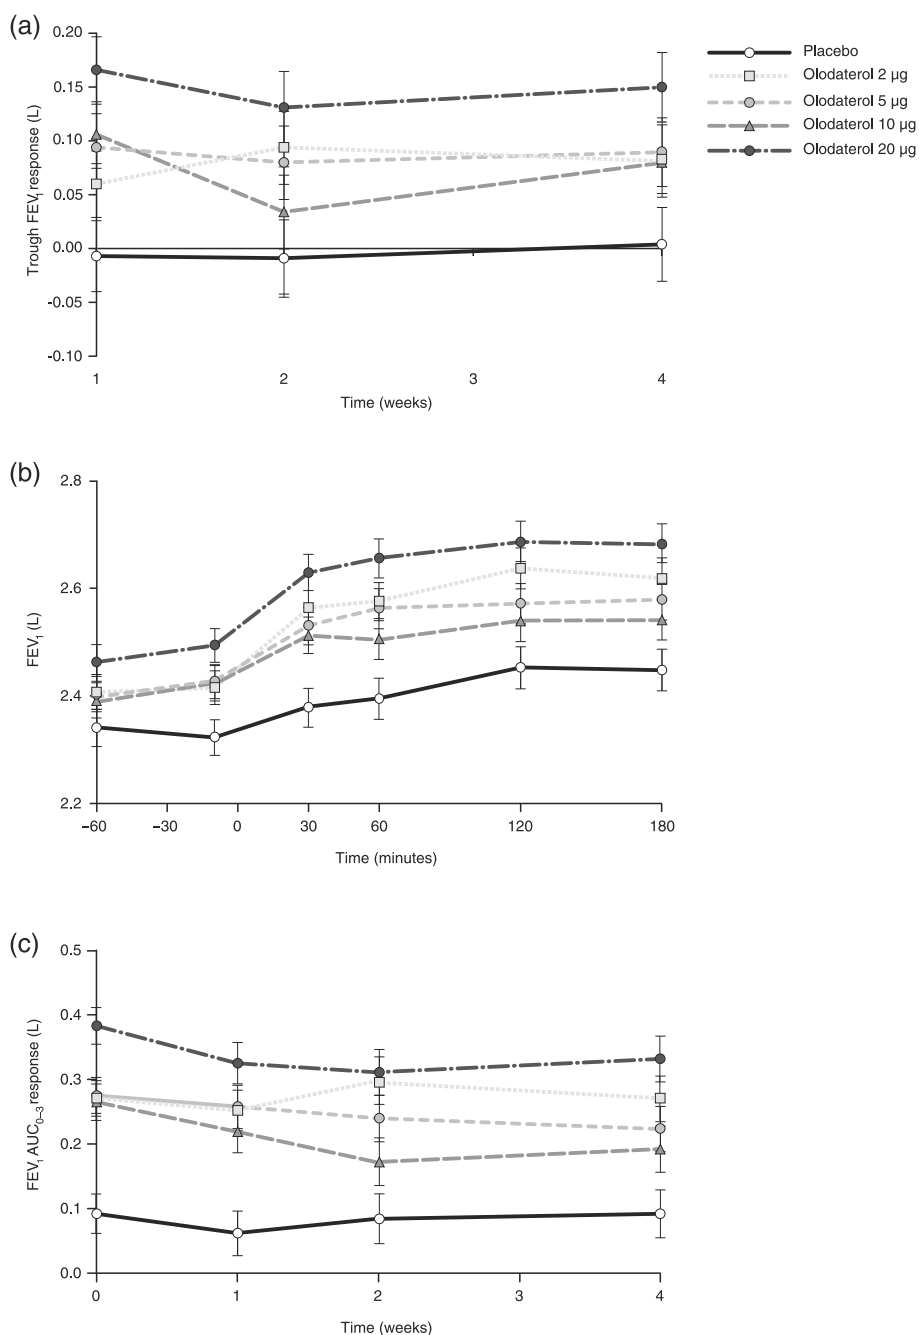 (a)
0.20
0.15
0.10
0.05
0.00
-0.05
-0.10
Trough FEV₁ response (L)
1
2
3
4
Time (weeks)
Placebo
Olodaterol 2 µg
Olodaterol 5 µg
Olodaterol 10 µg
Olodaterol 20 µg
(b)
2.8
2.6
2.4
2.2
FEV₁ (L)
–60
–30
0
30
60
120
180
Time (minutes)
(c)
0.5
0.4
0.3
0.2
0.1
0.0
FEV₁ AUC₀₋₃ response (L)
0
1
2
3
4
Time (weeks)